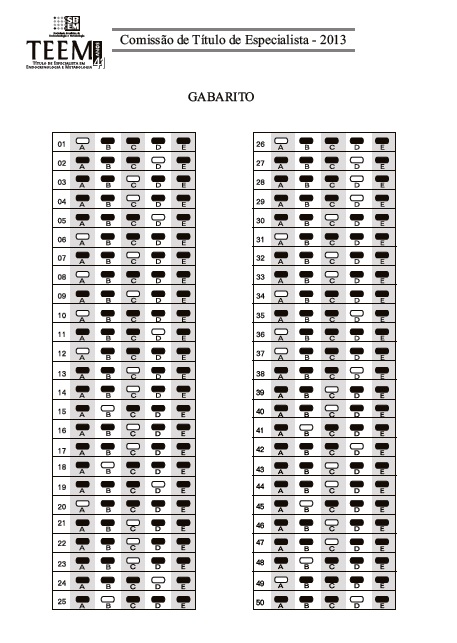 SBEM
TEEM
TÍTULO DE ESPECIALISTA EM
ENDOCRINOLOGIA E METABOLOGIA
Comissão de Título de Especialista - 2013
GABARITO
01 A B C D E
02 A B C D E
03 A B C D E
04 A B C D E
05 A B C D E
06 A B C D E
07 A B C D E
08 A B C D E
09 A B C D E
10 A B C D E
11 A B C D E
12 A B C D E
13 A B C D E
14 A B C D E
15 A B C D E
16 A B C D E
17 A B C D E
18 A B C D E
19 A B C D E
20 A B C D E
21 A B C D E
22 A B C D E
23 A B C D E
24 A B C D E
25 A B C D E
26 A B C D E
27 A B C D E
28 A B C D E
29 A B C D E
30 A B C D E
31 A B C D E
32 A B C D E
33 A B C D E
34 A B C D E
35 A B C D E
36 A B C D E
37 A B C D E
38 A B C D E
39 A B C D E
40 A B C D E
41 A B C D E
42 A B C D E
43 A B C D E
44 A B C D E
45 A B C D E
46 A B C D E
47 A B C D E
48 A B C D E
49 A B C D E
50 A B C D E